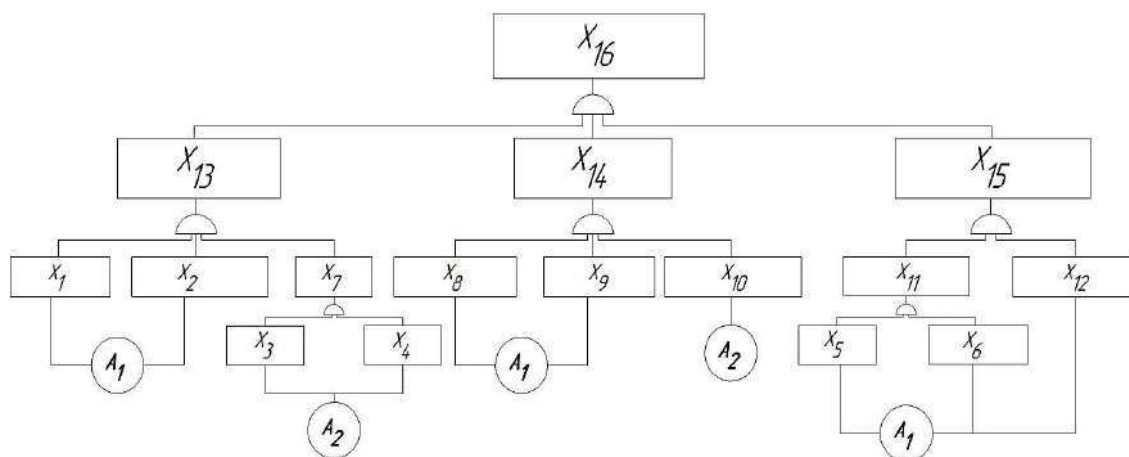 X16
X13 X14 X15
X1 X2 X7 X8 X9 X10 X11 X12
X3 X4 X5 X6
A1 A1 A2
A2 A1